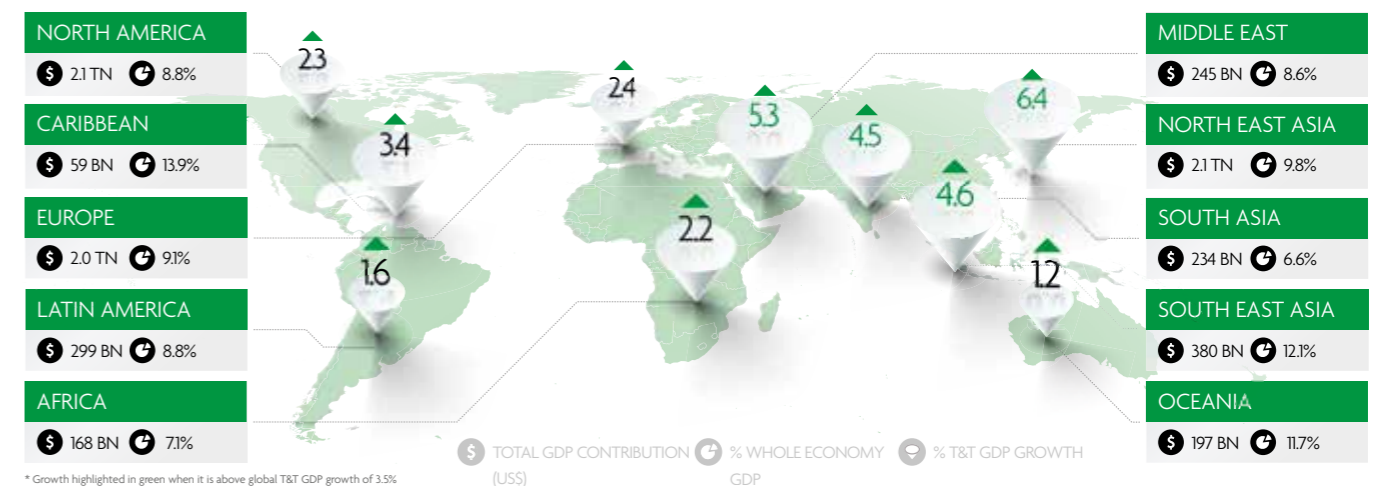 NORTH AMERICA
$ 2.1 TN 8.8%
CARIBBEAN
$ 59 BN 13.9%
EUROPE
$ 2.0 TN 9.1%
LATIN AMERICA
$ 299 BN 8.8%
AFRICA
$ 168 BN 7.1%
* Growth highlighted in green when it is above global T&T GDP growth of 3.5%
2.3
3.4
1.6
2.4
2.2
5.3
4.5
4.6
6.4
1.2
$ TOTAL GDP CONTRIBUTION
(US$)
% WHOLE ECONOMY
GDP
% T&T GDP GROWTH
MIDDLE EAST
$ 245 BN 8.6%
NORTH EAST ASIA
$ 2.1 TN 9.8%
SOUTH ASIA
$ 234 BN 6.6%
SOUTH EAST ASIA
$ 380 BN 12.1%
OCEANIA
$ 197 BN 11.7%